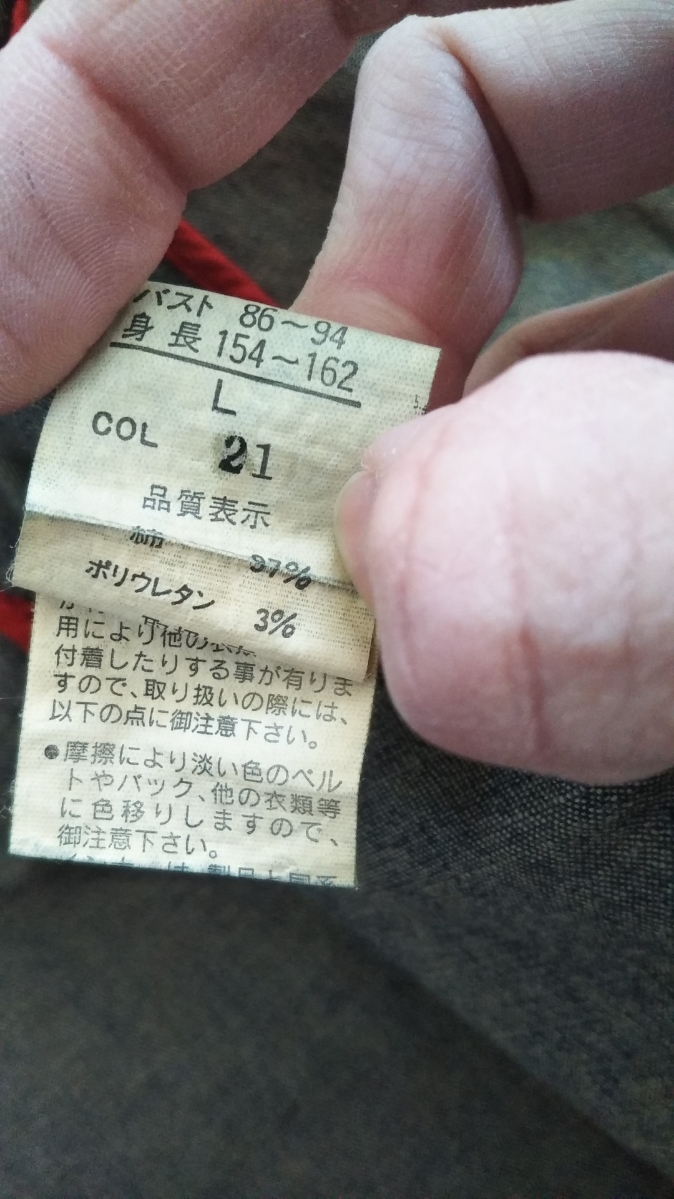 バスト 86～94
身長 154～162
L
COL 21
品質表示
綿 97%
ポリウレタン 3%
用により他の
付着したりする事が有りま
すので、取り扱いの際には、
以下の点に御注意下さい。
●摩擦により淡い色のベル
トやバック、他の衣類等
に色移りしますので、
御注意下さい。